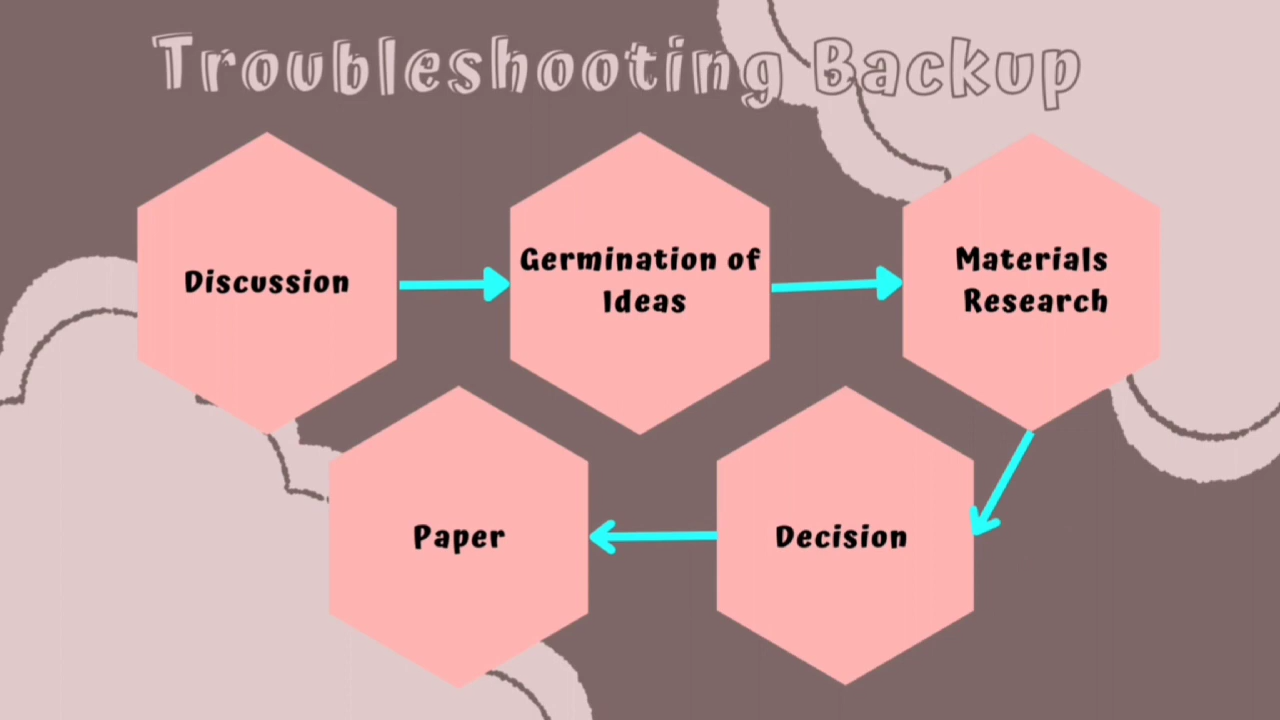 Troubleshooting Backup
Discussion
Germination of
Ideas
Materials
Research
Paper
Decision